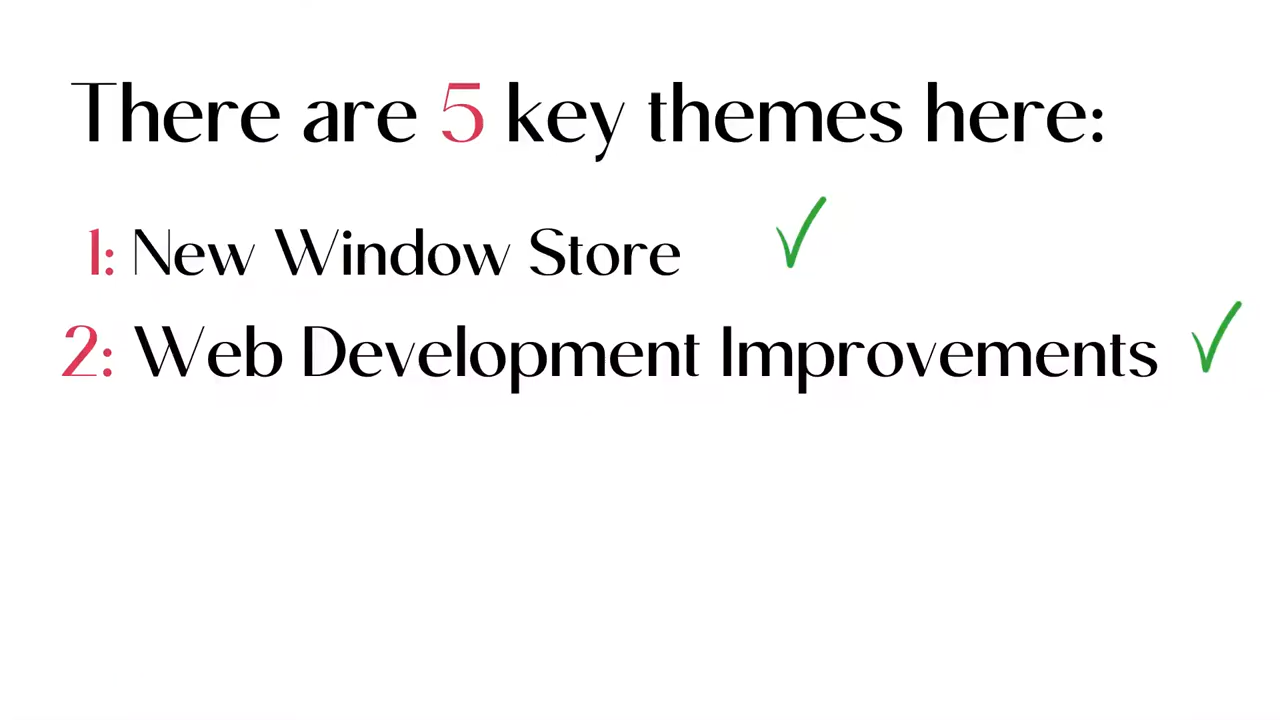 There are 5 key themes here:
1: New Window Store
2: Web Development Improvements